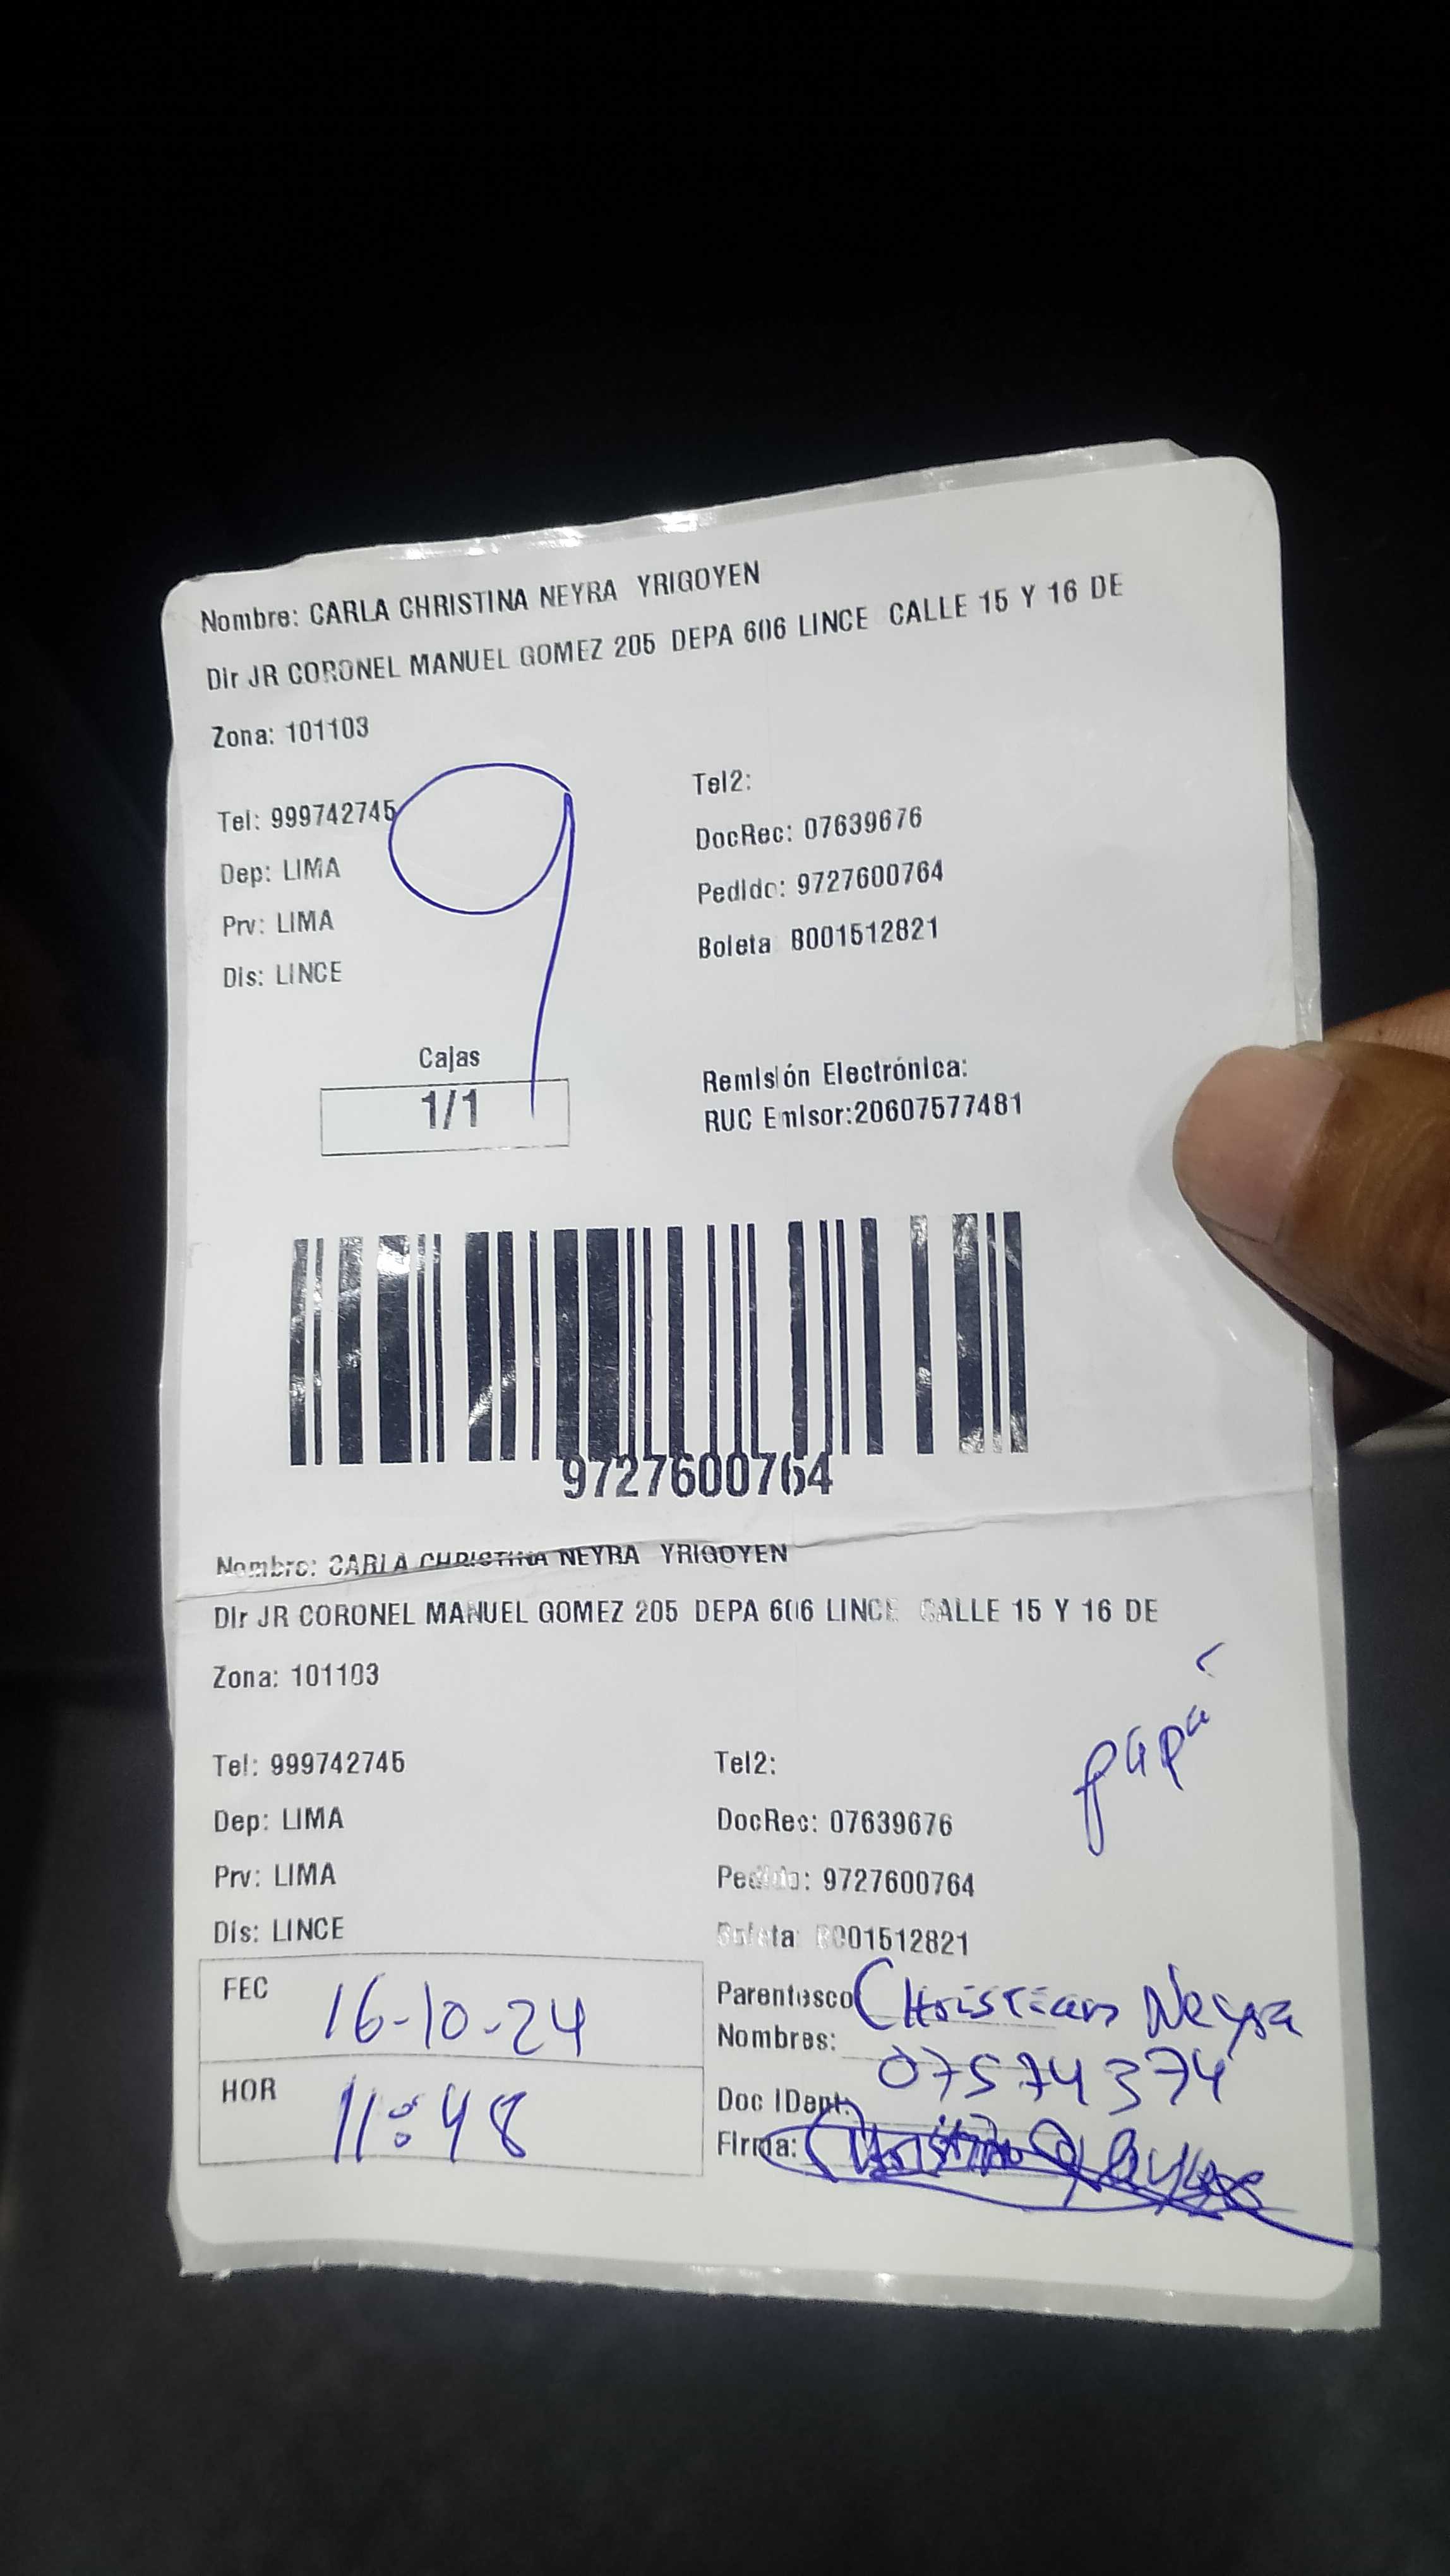 Nombre: CARLA CHRISTINA NEYRA YRIGOYEN
Dir JR CORONEL MANUEL GOMEZ 205 DEPA 606 LINCE CALLE 15 Y 16 DE
Zona: 101103
9
Tel: 999742745 Tel2:
DocRec: 07639676
Dep: LIMA
Pedido: 9727600764
Prv: LIMA
Boleta B001512821
Dis: LINCE
Cajas
1/1
Remisión Electrónica:
RUC Emisor:20607577481
9727600764
Nombre: CARLA CHRISTINA NEYRA YRIGOYEN
Dir JR CORONEL MANUEL GOMEZ 205 DEPA 606 LINCE CALLE 15 Y 16 DE
Zona: 101103
papá
Tel: 999742745 Tel2:
Dep: LIMA DocRec: 07639676
Prv: LIMA Pedido: 9727600764
Dis: LINCE Boleta B001512821
FEC 16-10-24
Parentesco Christian Neyra
Nombres:
07574374
HOR 11:48
Doc IDent:
Firma: